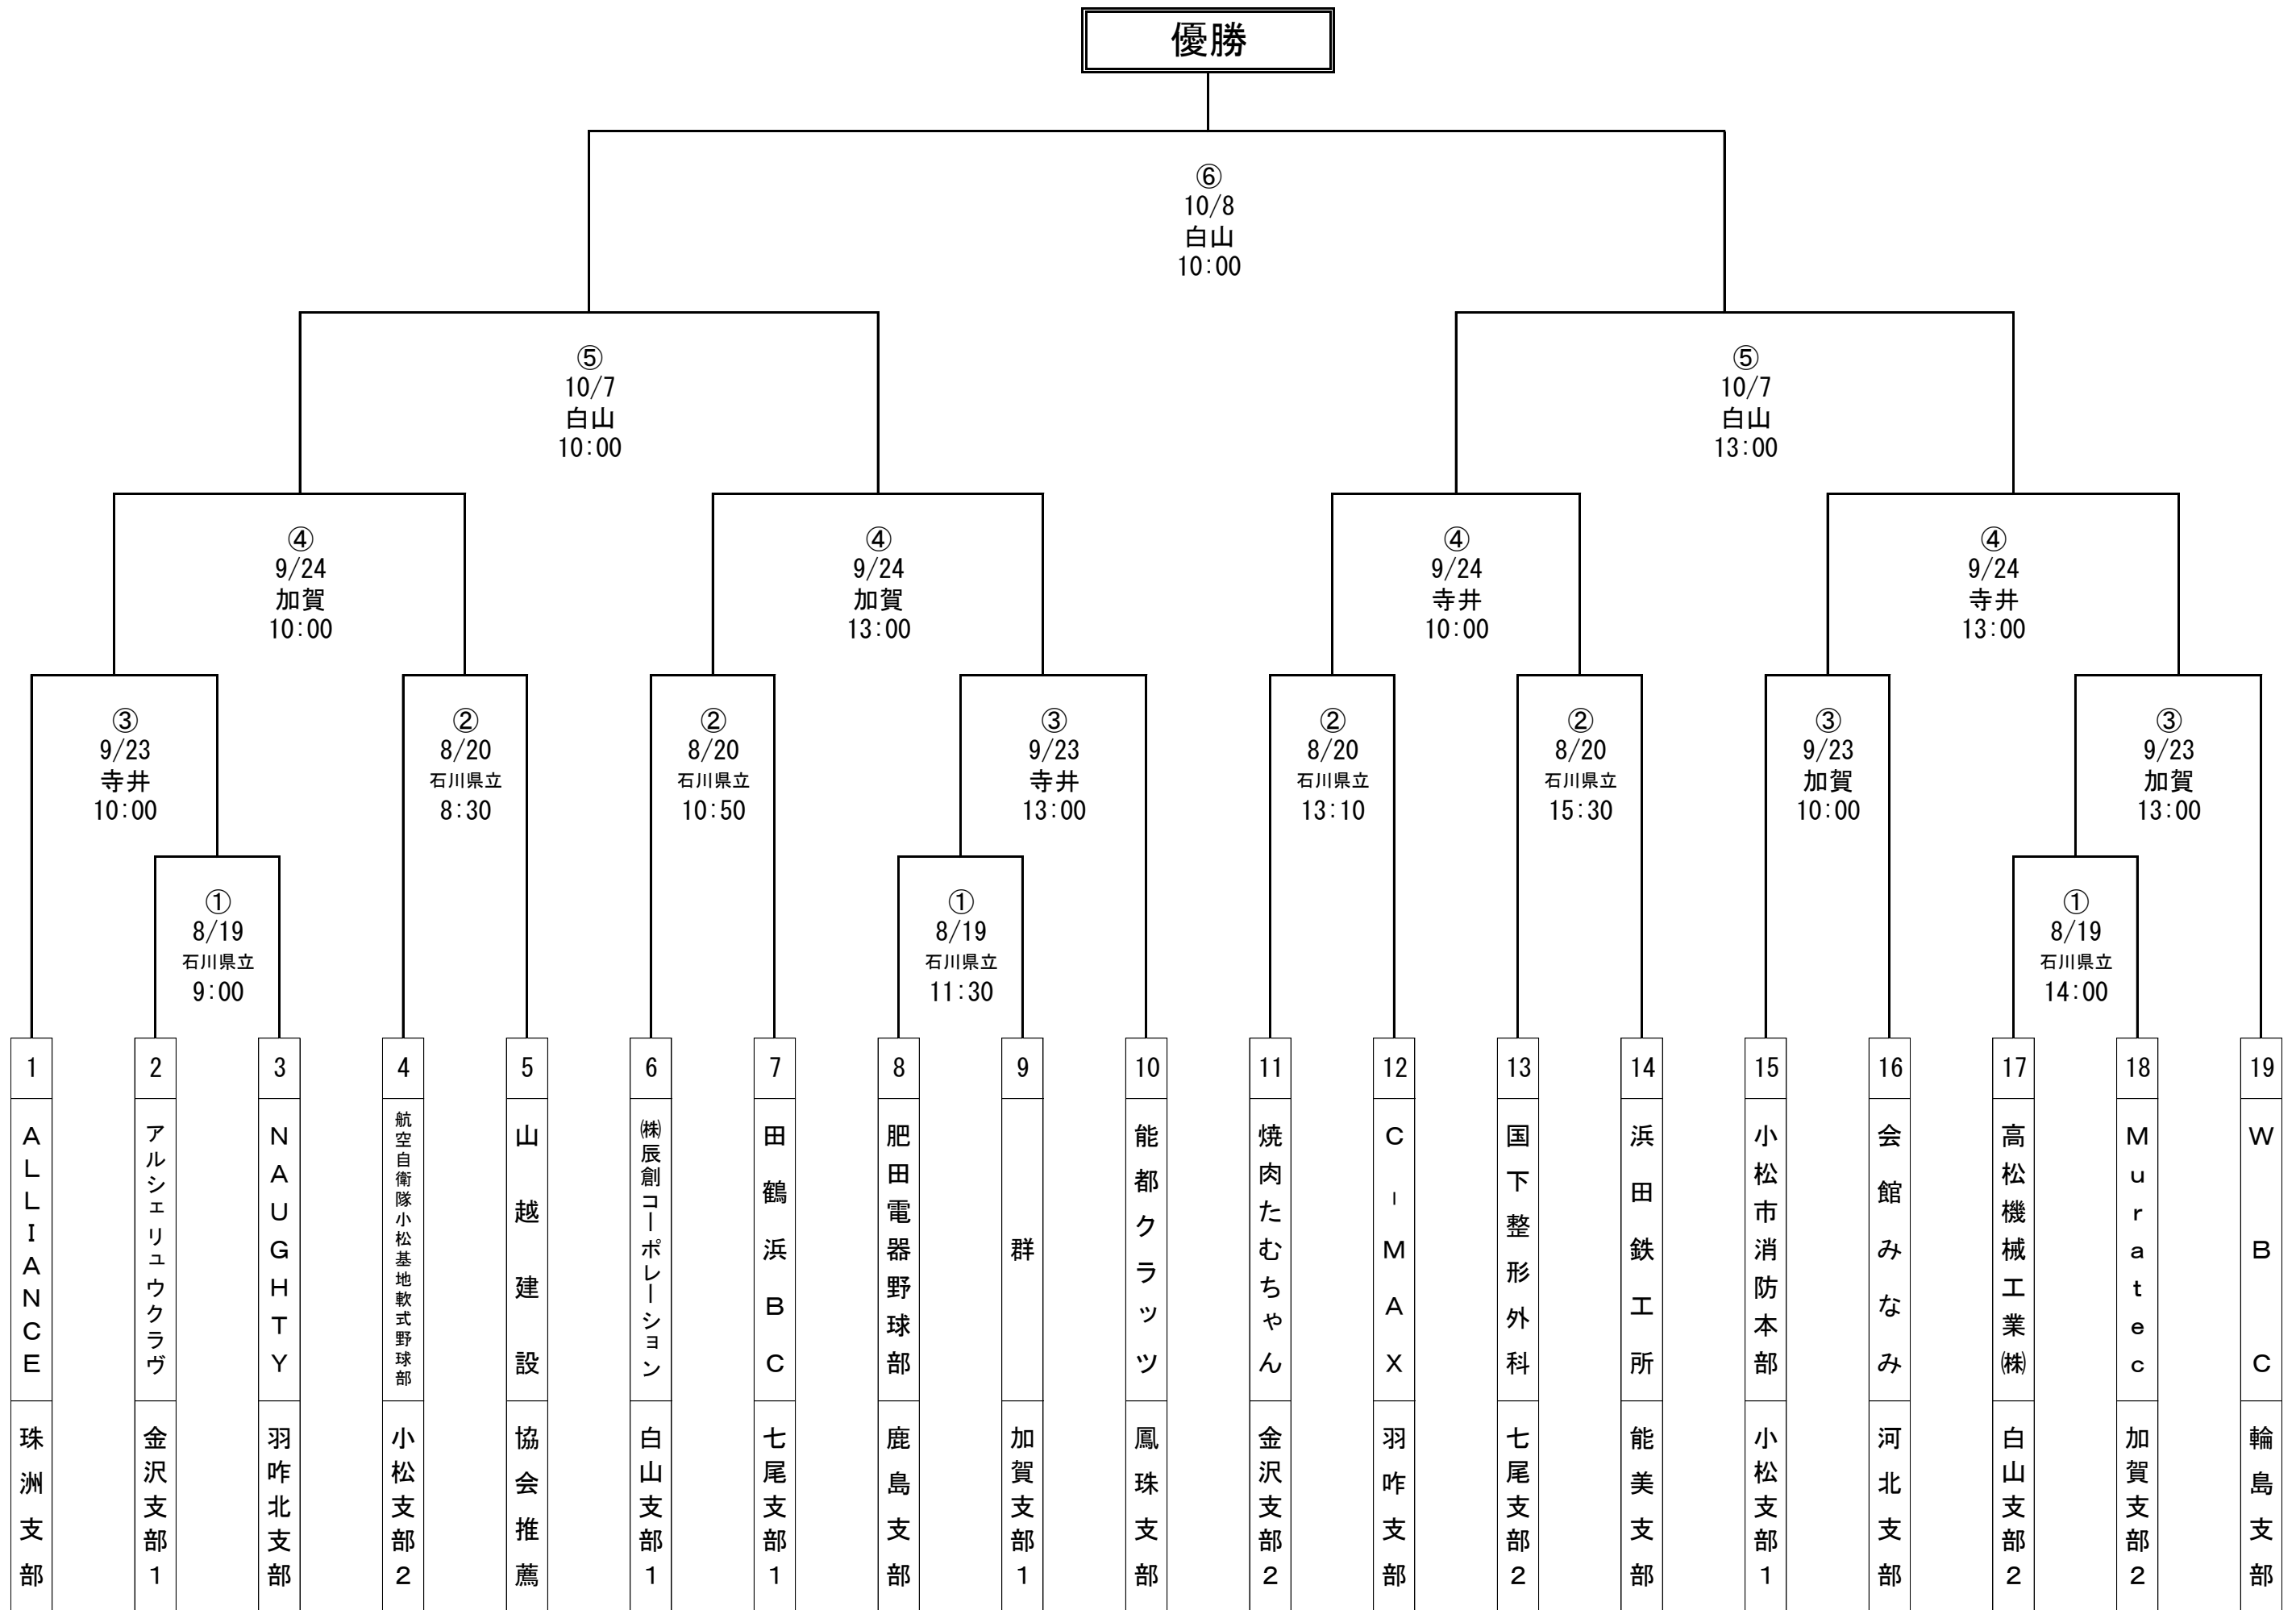 優勝
⑥
10/8
白山
10:00
⑤
10/7
白山
10:00
⑤
10/7
白山
13:00
④
9/24
加賀
10:00
④
9/24
加賀
13:00
④
9/24
寺井
10:00
④
9/24
寺井
13:00
③
9/23
寺井
10:00
②
8/20
石川県立
8:30
②
8/20
石川県立
10:50
③
9/23
寺井
13:00
②
8/20
石川県立
13:10
②
8/20
石川県立
15:30
③
9/23
加賀
10:00
③
9/23
加賀
13:00
①
8/19
石川県立
9:00
①
8/19
石川県立
11:30
①
8/19
石川県立
14:00
1
ALLIANCE
珠洲支部
2
アルシェリュウクラヴ
金沢支部1
3
NAUGHTY
羽咋北支部
4
航空自衛隊小松基地軟式野球部
小松支部2
5
山越建設
協会推薦
6
㈱辰創コーポレーション
白山支部1
7
田鶴浜BC
七尾支部1
8
肥田電器野球部
鹿島支部
9
群
加賀支部1
10
能都クラッツ
鳳珠支部
11
焼肉たむちゃん
金沢支部2
12
C-MAX
羽咋支部
13
国下整形外科
七尾支部2
14
浜田鉄工所
能美支部
15
小松市消防本部
小松支部1
16
会館みなみ
河北支部
17
高松機械工業㈱
白山支部2
18
Muratec
加賀支部2
19
WBC
輪島支部